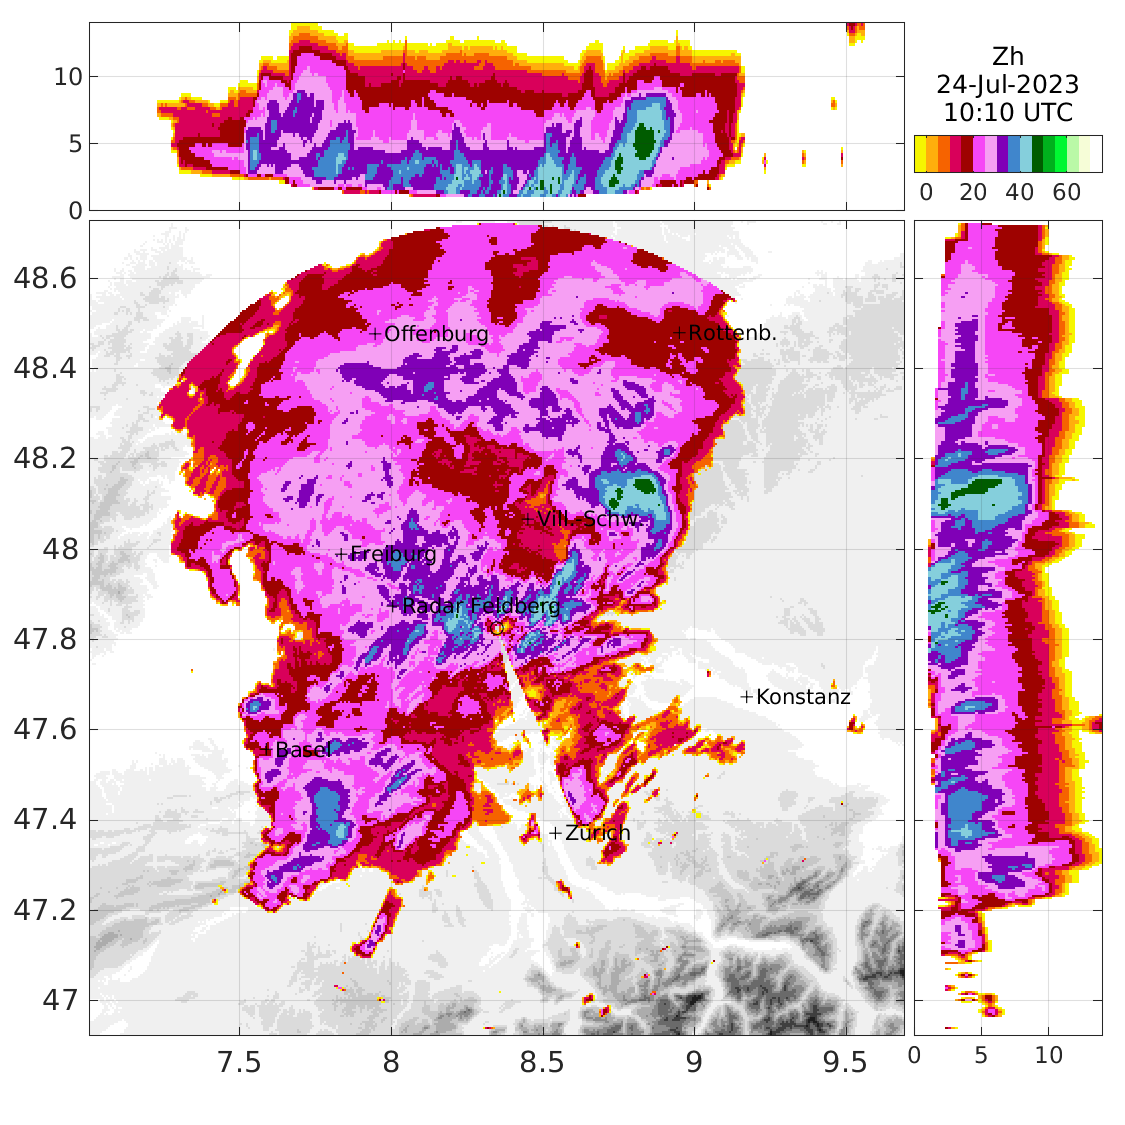 10
5
0
Zh
24-Jul-2023
10:10 UTC
0 20 40 60
48.6
48.4
48.2
48
47.8
47.6
47.4
47.2
47
+Offenburg
+Rottenb.
+Vill.-Schw.
+Freiburg
+Radar Feldberg
+Konstanz
+Basel
+Zürich
7.5 8 8.5 9 9.5
0 5 10